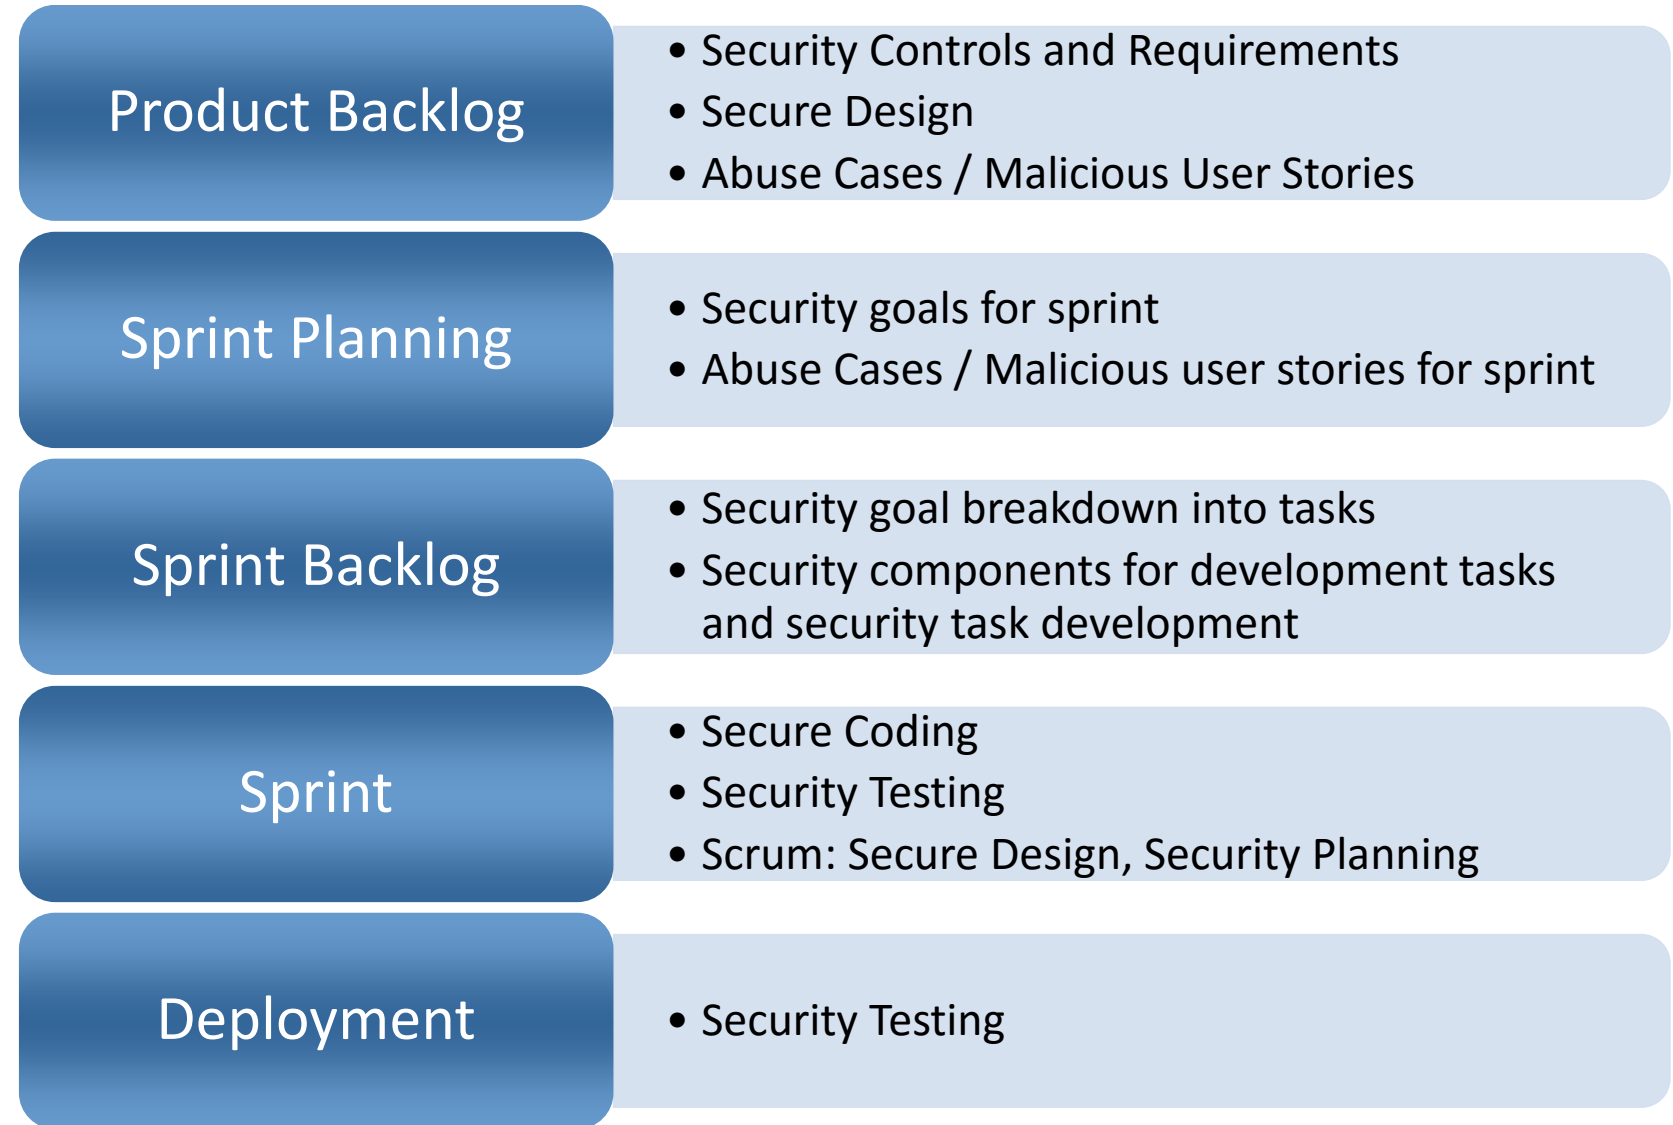 Product Backlog
• Security Controls and Requirements
• Secure Design
• Abuse Cases / Malicious User Stories
Sprint Planning
• Security goals for sprint
• Abuse Cases / Malicious user stories for sprint
Sprint Backlog
• Security goal breakdown into tasks
• Security components for development tasks
and security task development
Sprint
• Secure Coding
• Security Testing
• Scrum: Secure Design, Security Planning
Deployment
• Security Testing